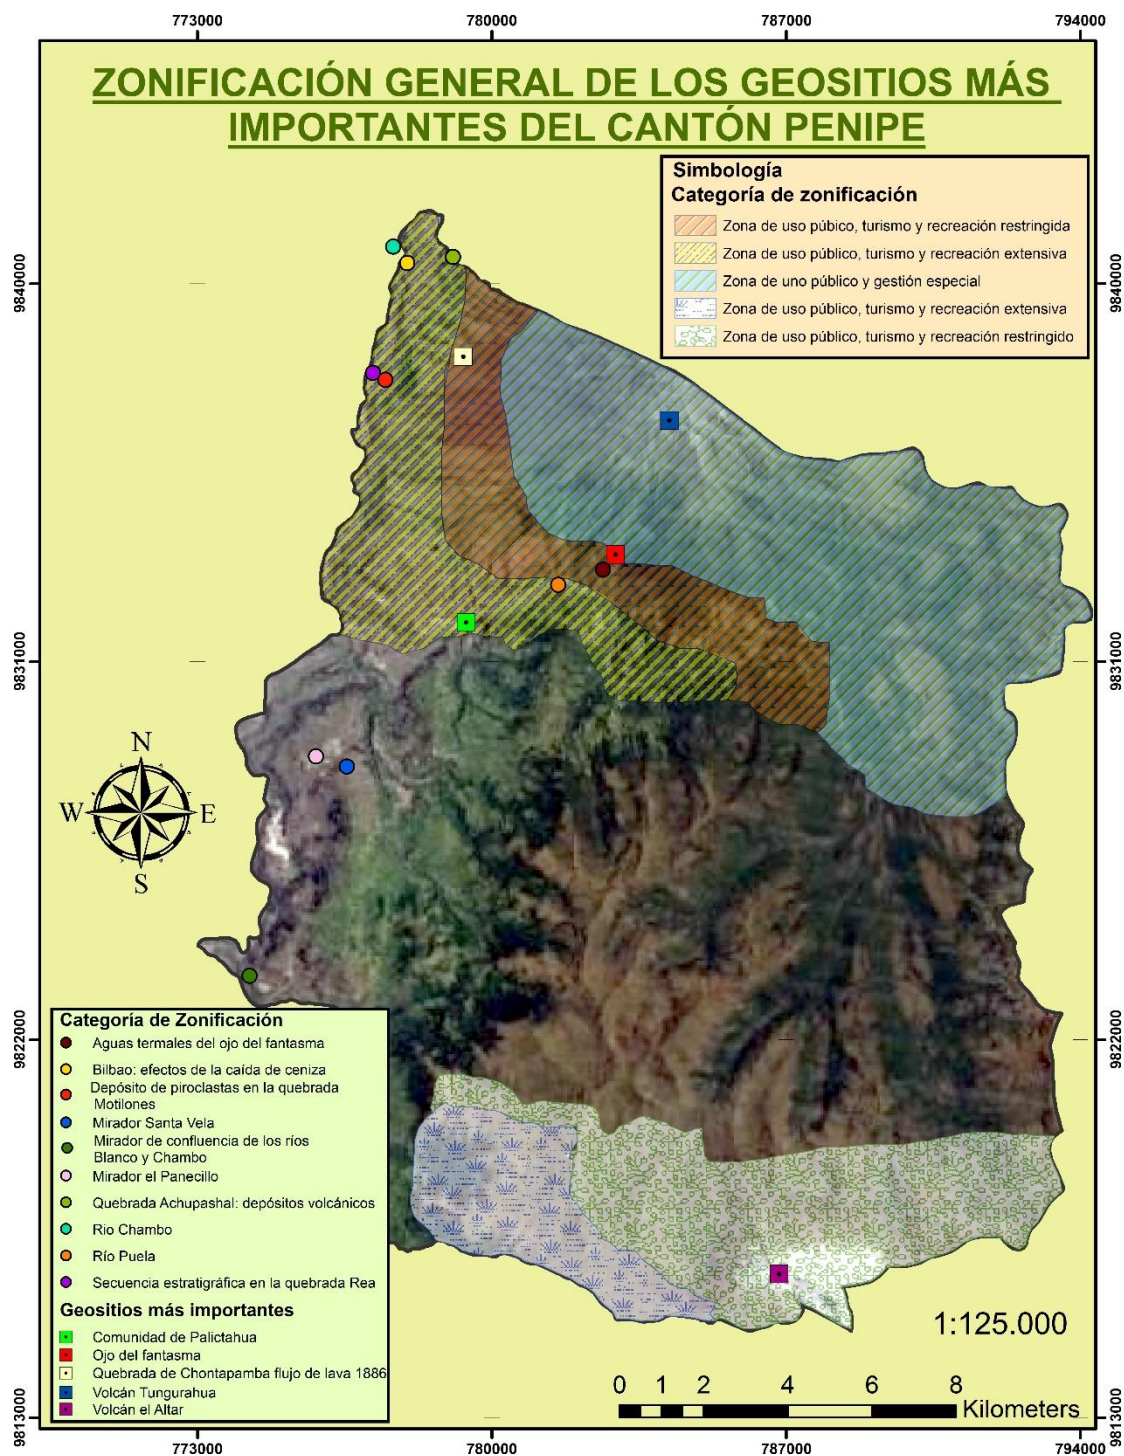 773000 780000 787000 794000
ZONIFICACIÓN GENERAL DE LOS GEOSITIOS MÁS
IMPORTANTES DEL CANTÓN PENIPE
Simbología
Categoría de zonificación
Zona de uso púbico, turismo y recreación restringida
Zona de uso público, turismo y recreación extensiva
Zona de uno público y gestión especial
Zona de uso público, turismo y recreación extensiva
Zona de uso público, turismo y recreación restringido
9840000 9840000
9831000 9831000
N
W E
S
9822000 9822000
Categoría de Zonificación
Aguas termales del ojo del fantasma
Bilbao: efectos de la caída de ceniza
Depósito de piroclastas en la quebrada
Motilones
Mirador Santa Vela
Mirador de confluencia de los ríos
Blanco y Chambo
Mirador el Panecillo
Quebrada Achupashal: depósitos volcánicos
Rio Chambo
Río Puela
Secuencia estratigráfica en la quebrada Rea
Geositios más importantes
Comunidad de Palictahua
Ojo del fantasma
Quebrada de Chontapamba flujo de lava 1886
Volcán Tungurahua
Volcán el Altar
1:125.000
0 1 2 4 6 8
Kilometers
9813000 9813000
773000 780000 787000 794000